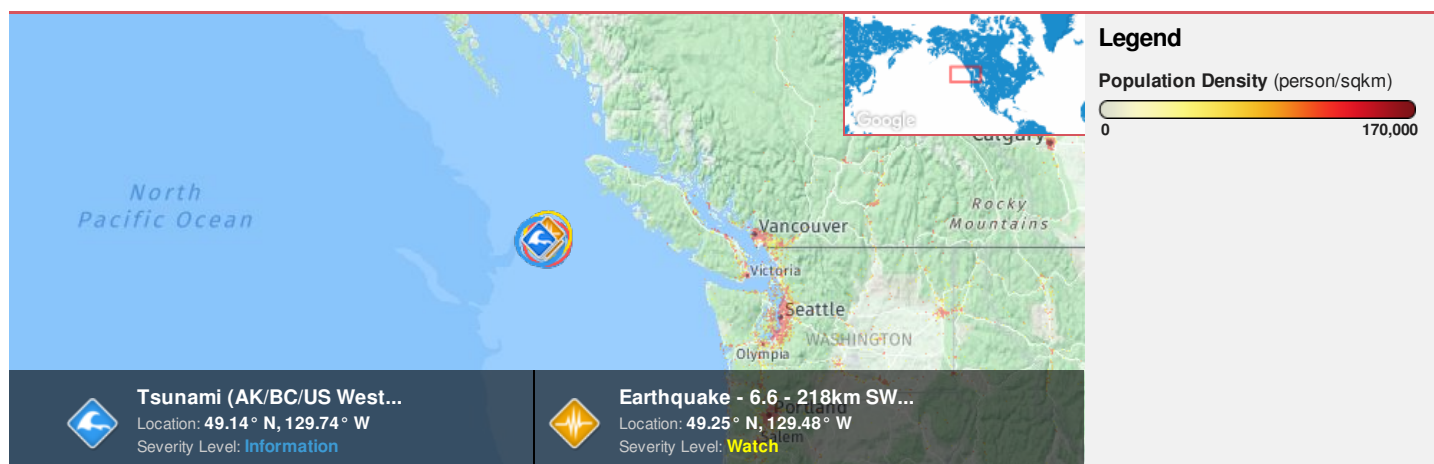 Google
Calgary
North
Pacific Ocean
Rocky
Mountains
Vancouver
Victoria
Seattle
WASHINGTON
Olympia
Portland
Salem
Tsunami (AK/BC/US West...
Location: 49.14° N, 129.74° W
Severity Level: Information
Earthquake - 6.6 - 218km SW...
Location: 49.25° N, 129.48° W
Severity Level: Watch
Legend
Population Density (person/sqkm)
0 170,000